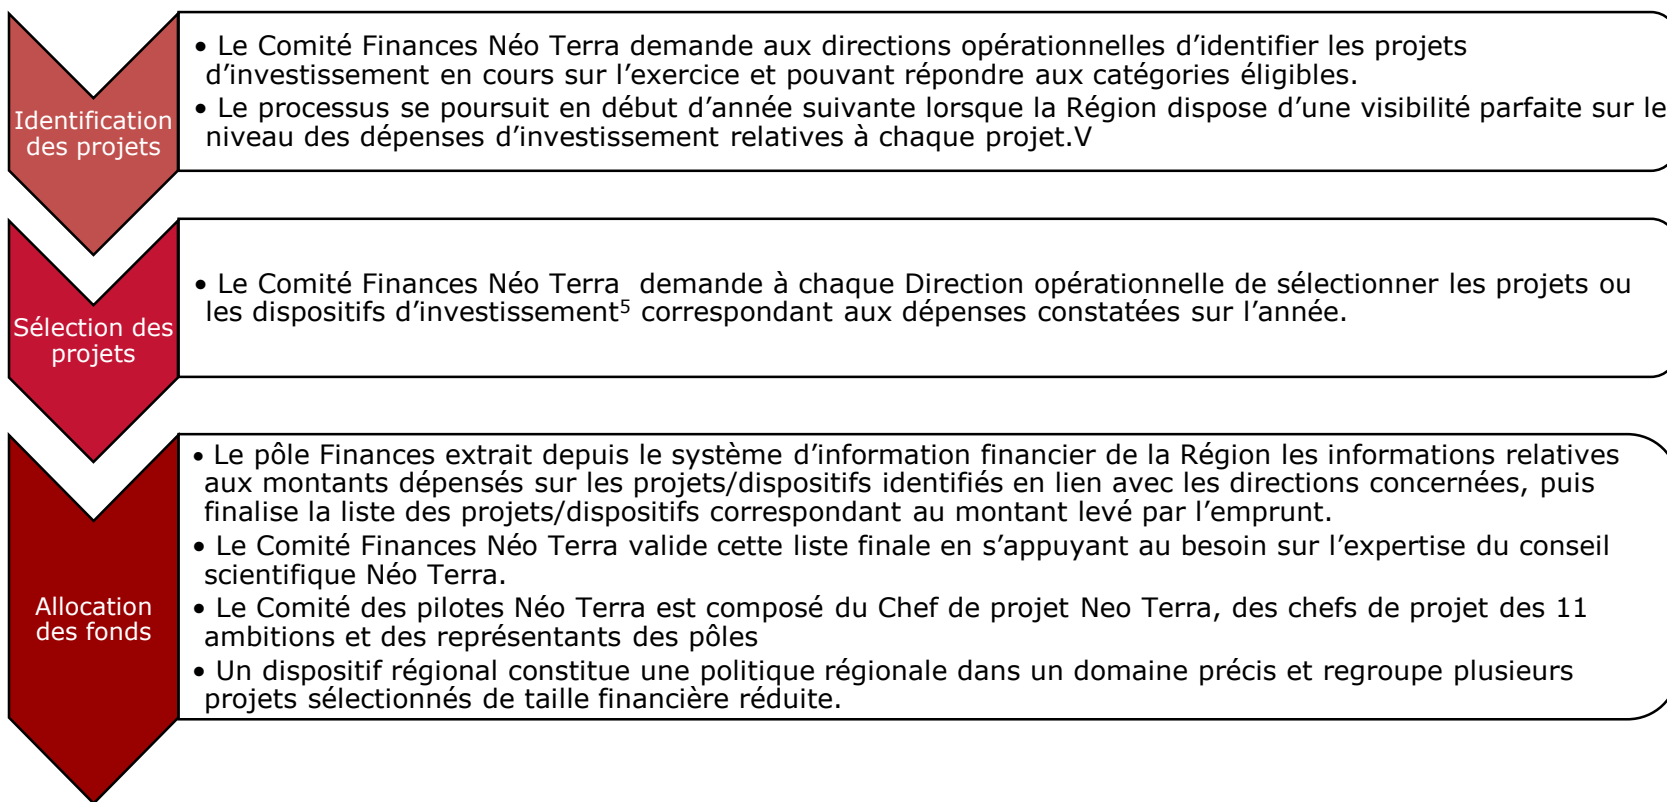 Identification
des projets
• Le Comité Finances Néo Terra demande aux directions opérationnelles d’identifier les projets
d’investissement en cours sur l’exercice et pouvant répondre aux catégories éligibles.
• Le processus se poursuit en début d’année suivante lorsque la Région dispose d’une visibilité parfaite sur le
niveau des dépenses d’investissement relatives à chaque projet.V
Sélection des
projets
• Le Comité Finances Néo Terra  demande à chaque Direction opérationnelle de sélectionner les projets ou
les dispositifs d’investissement⁵ correspondant aux dépenses constatées sur l’année.
Allocation
des fonds
• Le pôle Finances extrait depuis le système d’information financier de la Région les informations relatives
aux montants dépensés sur les projets/dispositifs identifiés en lien avec les directions concernées, puis
finalise la liste des projets/dispositifs correspondant au montant levé par l’emprunt.
• Le Comité Finances Néo Terra valide cette liste finale en s’appuyant au besoin sur l’expertise du conseil
scientifique Néo Terra.
• Le Comité des pilotes Néo Terra est composé du Chef de projet Neo Terra, des chefs de projet des 11
ambitions et des représentants des pôles
• Un dispositif régional constitue une politique régionale dans un domaine précis et regroupe plusieurs
projets sélectionnés de taille financière réduite.